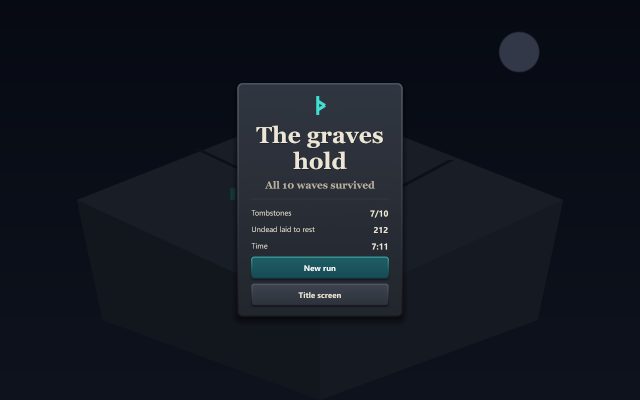 The graves
hold
All 10 waves survived
Tombstones 7/10
Undead laid to rest 212
Time 7:11
New run
Title screen